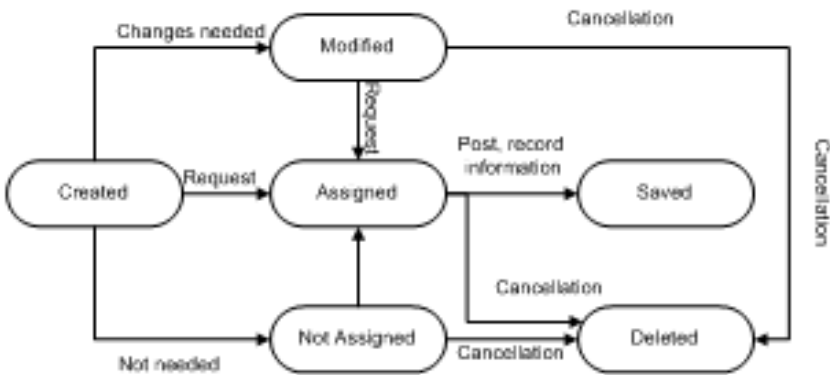 Changes needed
Modified
Cancellation
Request
Post, record
information
Cancellation
Created
Request
Assigned
Saved
Cancellation
Not Assigned
Deleted
Cancellation
Not needed